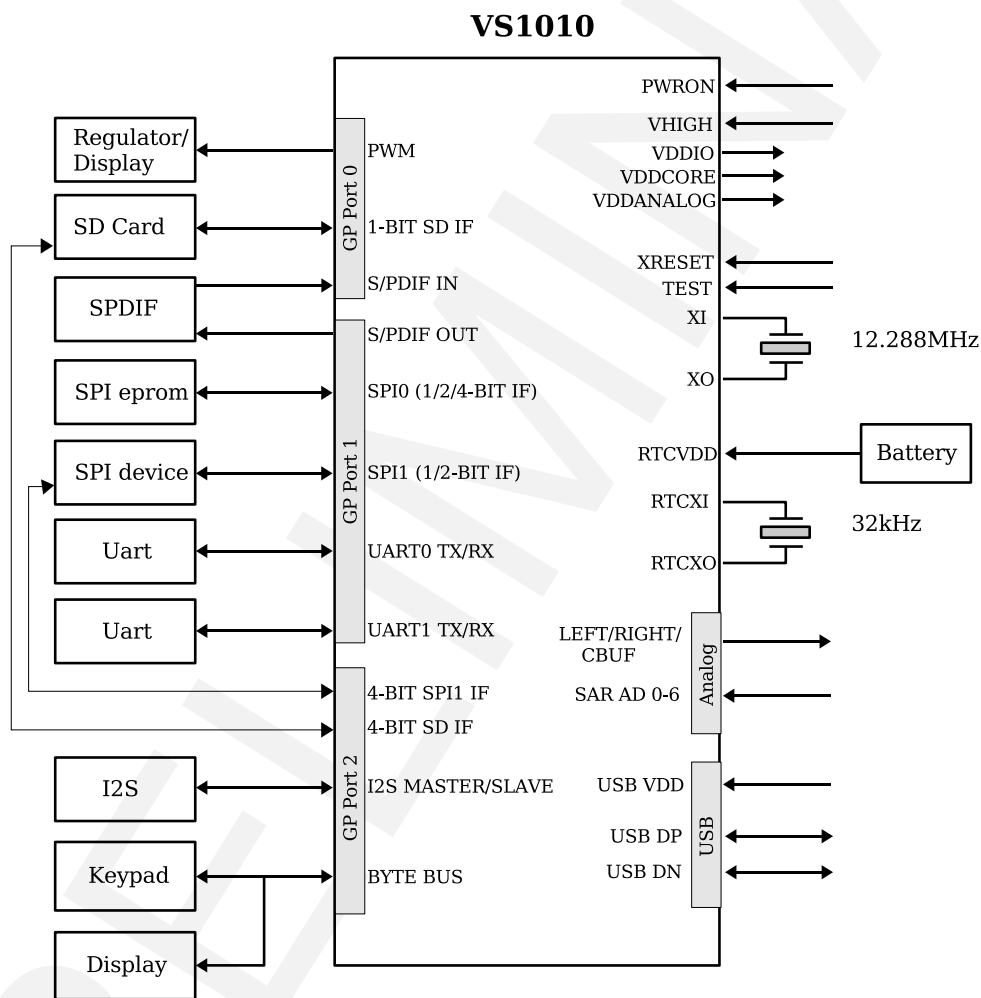 VS1010
Regulator/
Display
SD Card
SPDIF
SPI eprom
SPI device
Uart
Uart
I2S
Keypad
Display
GP Port 0
PWM
1-BIT SD IF
S/PDIF IN
GP Port 1
S/PDIF OUT
SPI0 (1/2/4-BIT IF)
SPI1 (1/2-BIT IF)
UART0 TX/RX
UART1 TX/RX
GP Port 2
4-BIT SPI1 IF
4-BIT SD IF
I2S MASTER/SLAVE
BYTE BUS
PWRON
VHIGH
VDDIO
VDDCORE
VDDANALOG
XRESET
TEST
XI
XO
12.288MHz
RTCVDD
Battery
RTCXI
RTCXO
32kHz
LEFT/RIGHT/
CBUF
SAR AD 0-6
Analog
USB VDD
USB DP
USB DN
USB